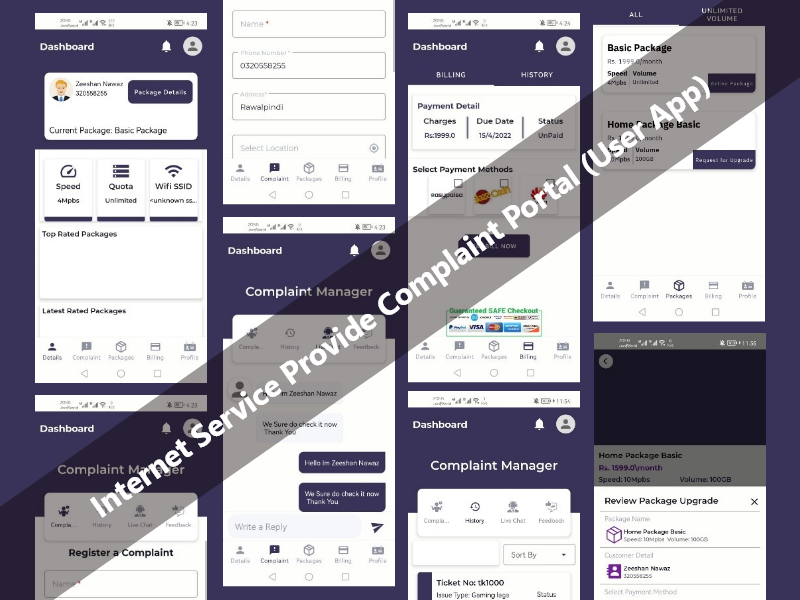 4:23
Dashboard
Zeeshan Nawaz
320558255
Package Details
Current Package: Basic Package
Speed
4Mpbs
Quota
Unlimited
Wifi SSID
<unknown ss...
Top Rated Packages
Latest Rated Packages
Details
Complaint
Packages
Billing
Profile
4:23
Dashboard
Complaint Manager
Compla...
History
Live Chat
Feedback
Register a Complaint
Name *
Name *
Phone Number *
0320558255
Address*
Rawalpindi
Select Location
Details
Complaint
Packages
Billing
Profile
4:23
Dashboard
Complaint Manager
Comple...
History
Feedback
Im Zeeshan Nawaz
We Sure do check it now
Thank You
Hello Im Zeeshan Nawaz
We Sure do check it now
Thank You
Write a Reply
Details
Complaint
Packages
Billing
Profile
4:24
Dashboard
BILLING
HISTORY
Payment Detail
Charges
Due Date
Status
Rs:1999.0
15/4/2022
UnPaid
Select Payment Methods
easypaisa
BILL NOW
Guaranteed SAFE Checkout
PayPal
VISA
Details
Complaint
Packages
Billing
Profile
11:54
Dashboard
Complaint Manager
Compla...
History
Live Chat
Feedback
Sort By
Ticket No: tk1000
Issue Type: Gaming lags
Status
ALL
UNLIMITED
VOLUME
Basic Package
Rs. 1999.0/month
Speed
Volume
4Mpbs
Unlimited
Active Package
Home Package Basic
Speed
Volume
10Mpbs
100GB
Request for Upgrade
Details
Complaint
Packages
Billing
Profile
11:55
Home Package Basic
Rs. 1599.0\month
Speed: 10Mpbs
Volume: 100GB
Review Package Upgrade
Package Name
Home Package Basic
Speed: 10Mpbs Volume: 100GB
Customer Detail
Zeeshan Nawaz
320558255
Select Payment Method
Internet Service Provide Complaint Portal (User App)